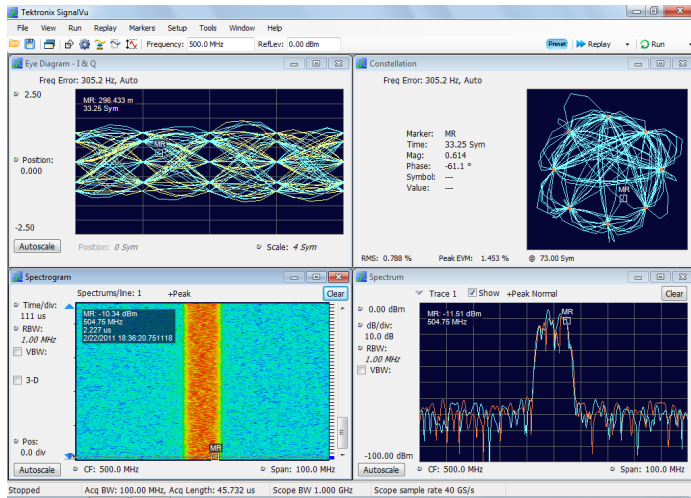 Tektronix SignalVu
File View Run Replay Markers Setup Tools Window Help
Frequency: 500.0 MHz RefLev: 0.00 dBm Preset Replay Run
Eye Diagram - I & Q
Freq Error: 305.2 Hz, Auto
2.50
MR: 296.433 m
33.25 Sym
MR
Position:
0.000
-2.50
Autoscale Position: 0 Sym Scale: 4 Sym
Constellation
Freq Error: 305.2 Hz, Auto
Marker: MR
Time: 33.25 Sym
Mag: 0.614
Phase: -61.1 °
Symbol: ---
Value: ---
MR
RMS: 0.788 % Peak EVM: 1.453 % @ 73.00 Sym
Spectrogram
Spectrums/line: 1 +Peak Clear
Time/div:
111 us
RBW:
1.00 MHz
VBW:
3-D
Pos:
0.0 div
MR: -10.34 dBm
504.75 MHz
2.227 us
2/22/2011 18:36:20.751118
MR
Autoscale CF: 500.0 MHz Span: 100.0 MHz
Spectrum
Trace 1 Show +Peak Normal Clear
0.00 dBm
dB/div:
10.0 dB
RBW:
1.00 MHz
VBW:
MR: -11.51 dBm
504.75 MHz
MR
-100.00 dBm
Autoscale CF: 500.0 MHz Span: 100.0 MHz
Stopped Acq BW: 100.00 MHz, Acq Length: 45.732 us Scope BW 1.000 GHz Scope sample rate 40 GS/s